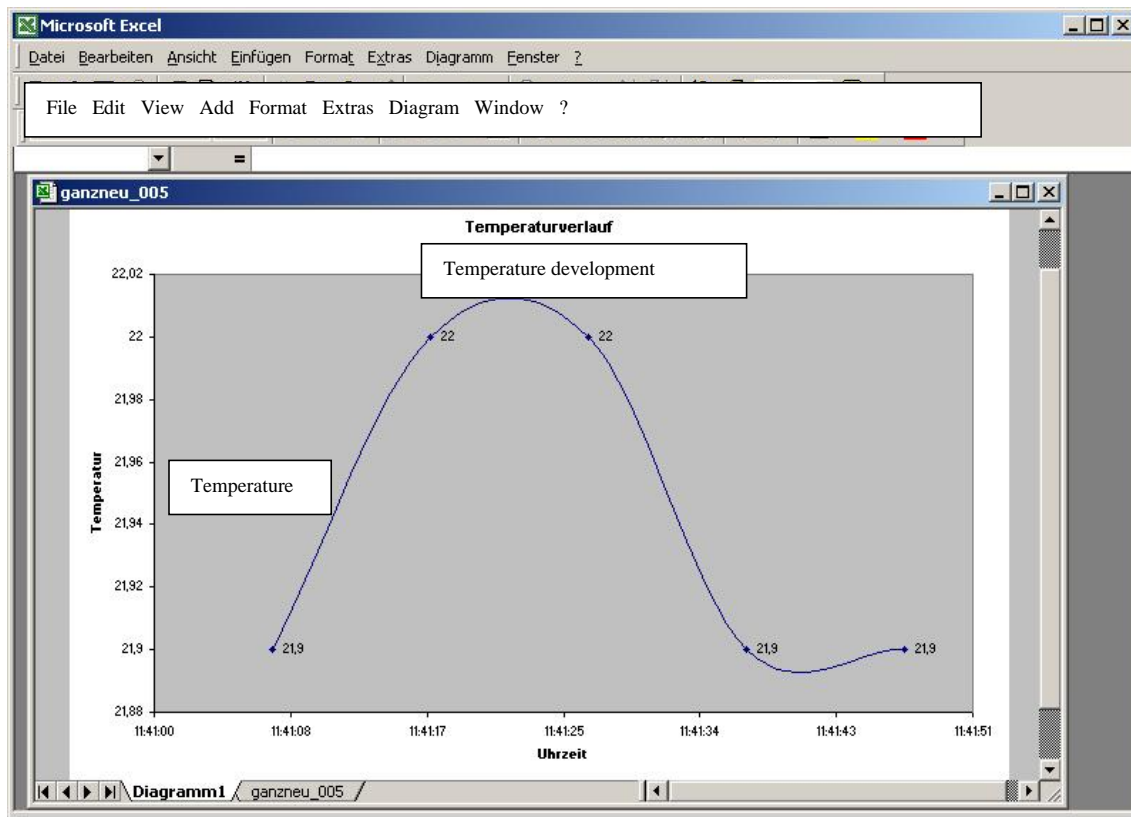 Microsoft Excel
Datei Bearbeiten Ansicht Einfügen Format Extras Diagramm Fenster ?
File Edit View Add Format Extras Diagram Window ?
=
ganzneu_005
Temperaturverlauf
Temperature development
22,02
22
21,98
21,96
21,94
21,92
21,9
21,88
Temperatur
Temperature
22
22
21,9
21,9
21,9
11:41:00 11:41:08 11:41:17 11:41:25 11:41:34 11:41:43 11:41:51
Uhrzeit
Diagramm1 ganzneu_005